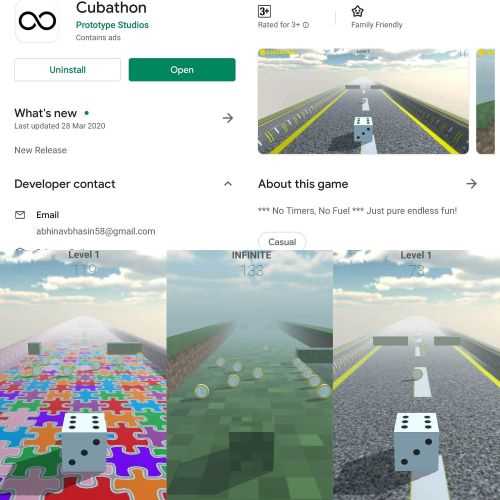 Cubathon
Prototype Studios
Contains ads
Uninstall
Open
What's new
Last updated 28 Mar 2020
New Release
Developer contact
Email
abhinavbhasin58@gmail.com
3+
Rated for 3+
Family Friendly
About this game
*** No Timers, No Fuel *** Just pure endless fun!
Casual
Level 1
119
INFINITE
133
Level 1
73